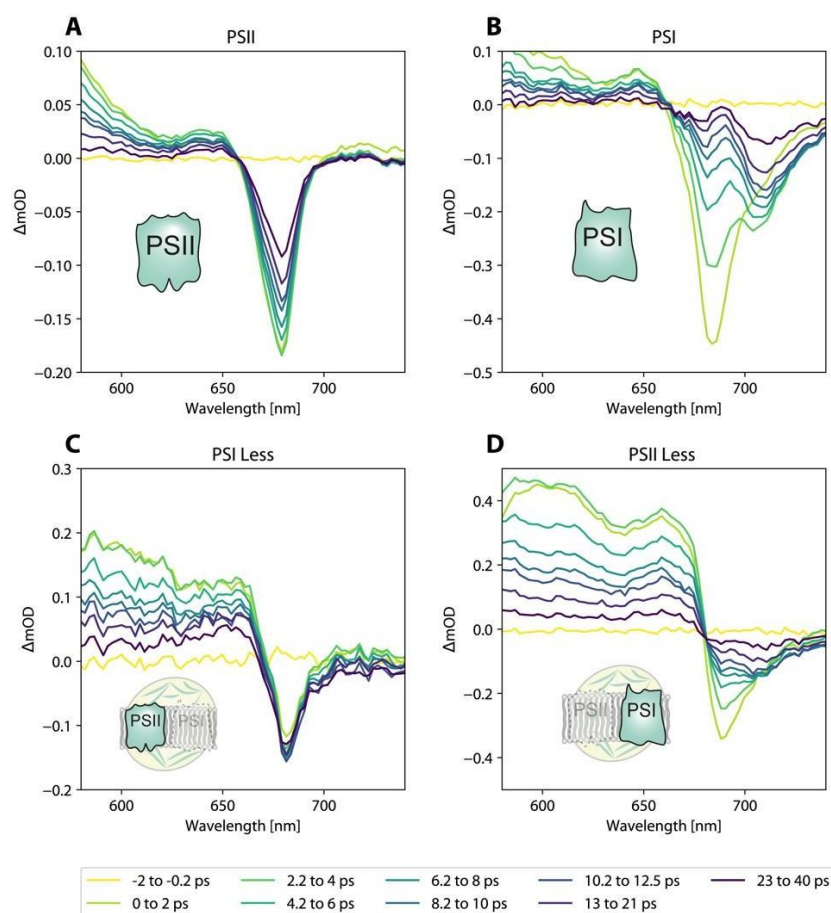 A
PSII
0.10
0.05
0.00
−0.05
−0.10
−0.15
−0.20
ΔmOD
PSII
600
650
700
Wavelength [nm]
B
PSI
0.1
0.0
−0.1
−0.2
−0.3
−0.4
−0.5
ΔmOD
PSI
600
650
700
Wavelength [nm]
C
PSI Less
0.3
0.2
0.1
0.0
−0.1
−0.2
ΔmOD
PSII
PSI
600
650
700
Wavelength [nm]
D
PSII Less
0.4
0.2
0.0
−0.2
−0.4
ΔmOD
PSII
PSI
600
650
700
Wavelength [nm]
-2 to -0.2 ps
2.2 to 4 ps
6.2 to 8 ps
10.2 to 12.5 ps
23 to 40 ps
0 to 2 ps
4.2 to 6 ps
8.2 to 10 ps
13 to 21 ps